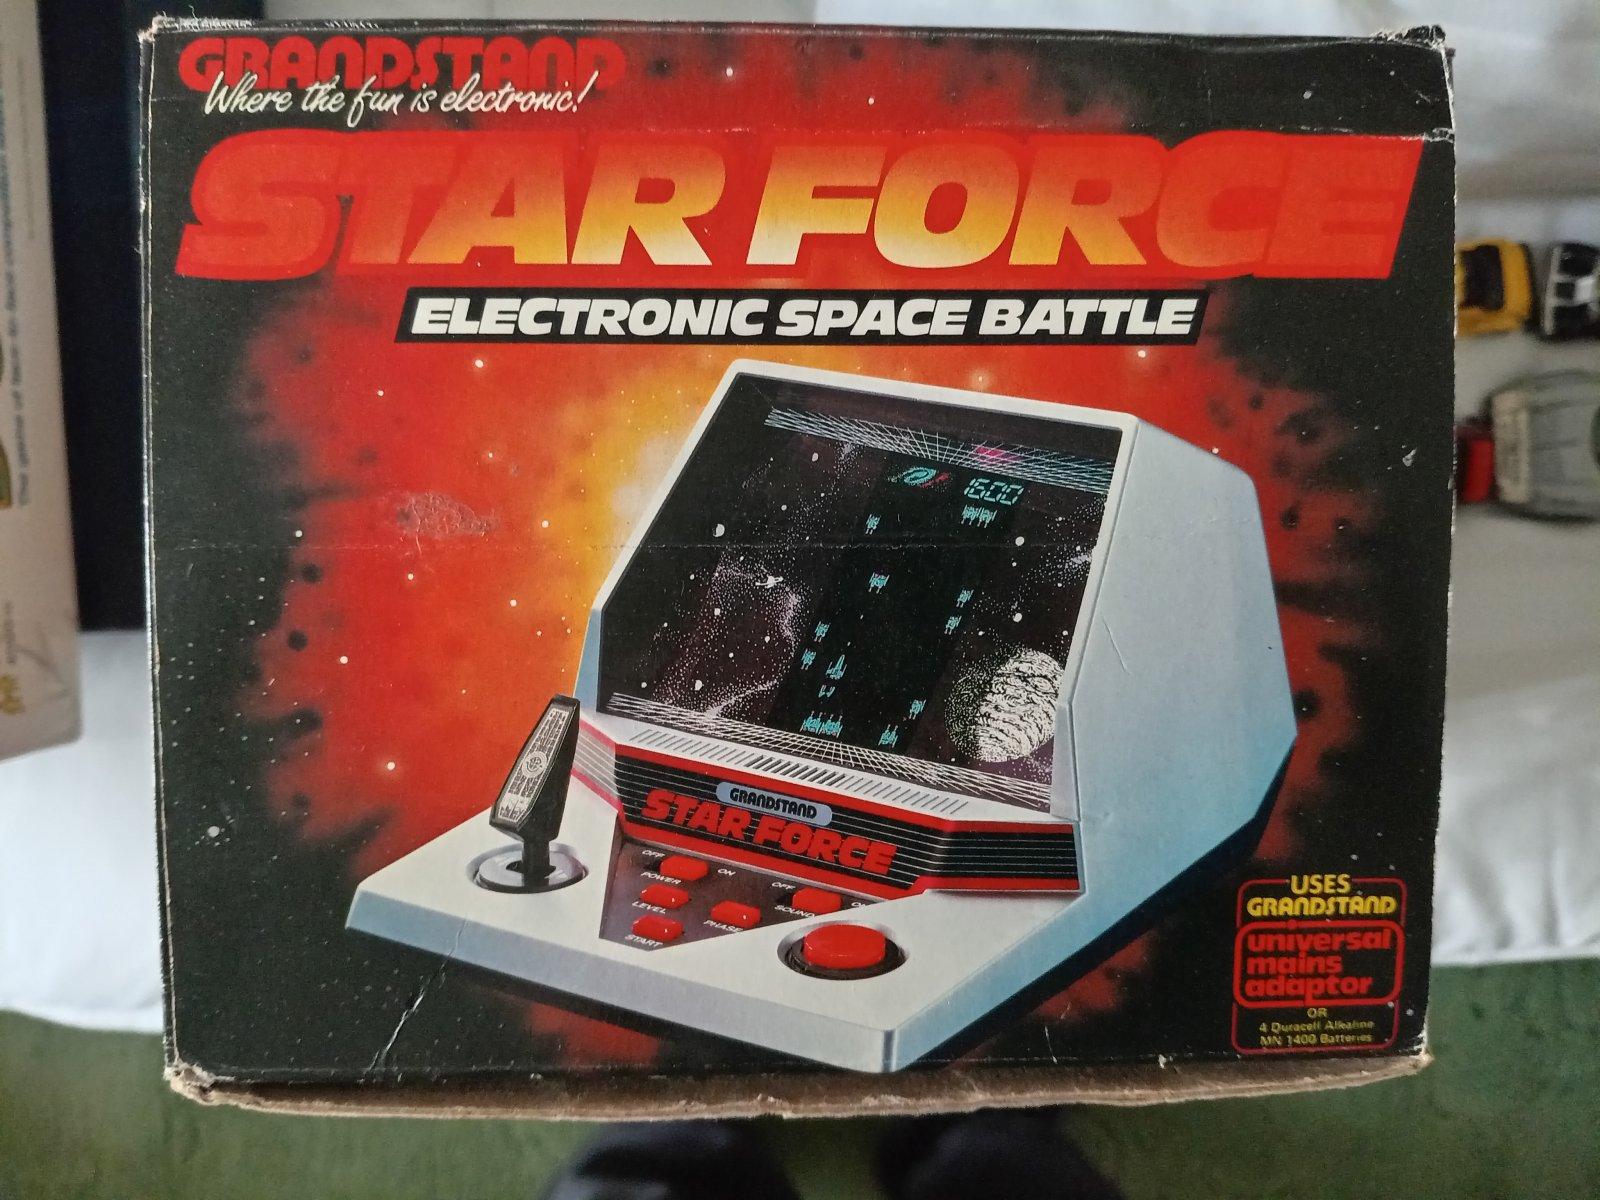 GRANDSTAND
Where the fun is electronic!
STAR FORCE
ELECTRONIC SPACE BATTLE
1600
GRANDSTAND
STAR FORCE
OFF
ON
POWER
LEVEL
START
PHASE
OFF
ON
SOUND
USES
GRANDSTAND
universal
mains
adaptor
OR
4 Duracell Alkaline
MN 1400 Batteries